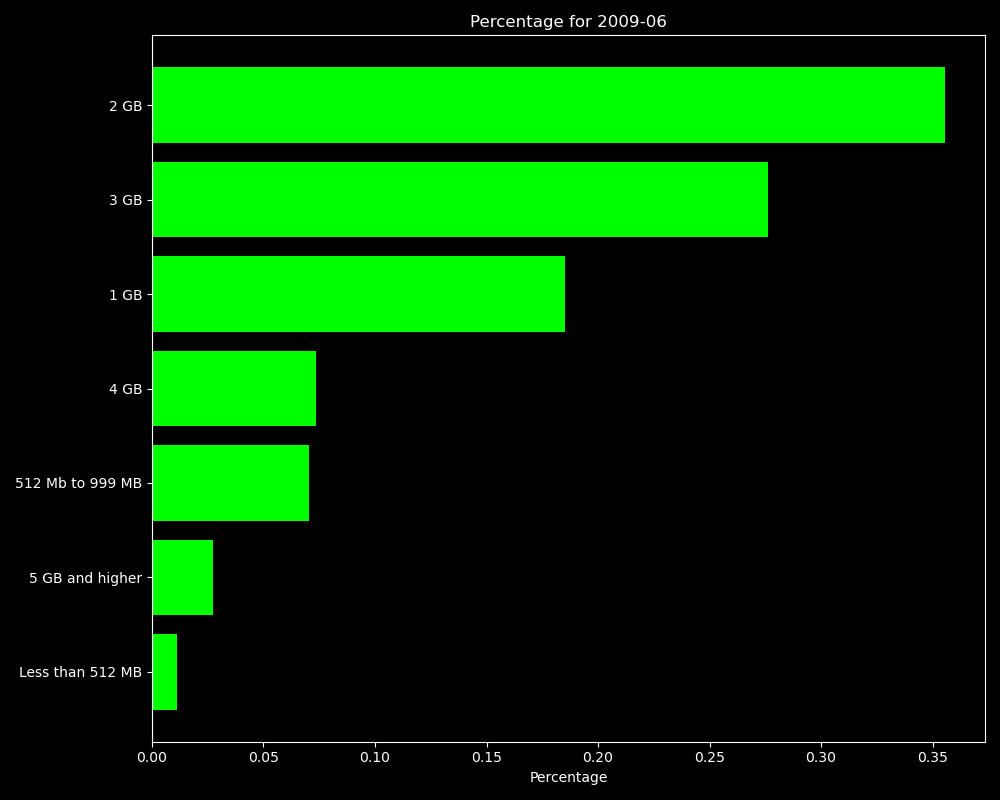 Percentage for 2009-06
2 GB
3 GB
1 GB
4 GB
512 Mb to 999 MB
5 GB and higher
Less than 512 MB
0.00 0.05 0.10 0.15 0.20 0.25 0.30 0.35
Percentage